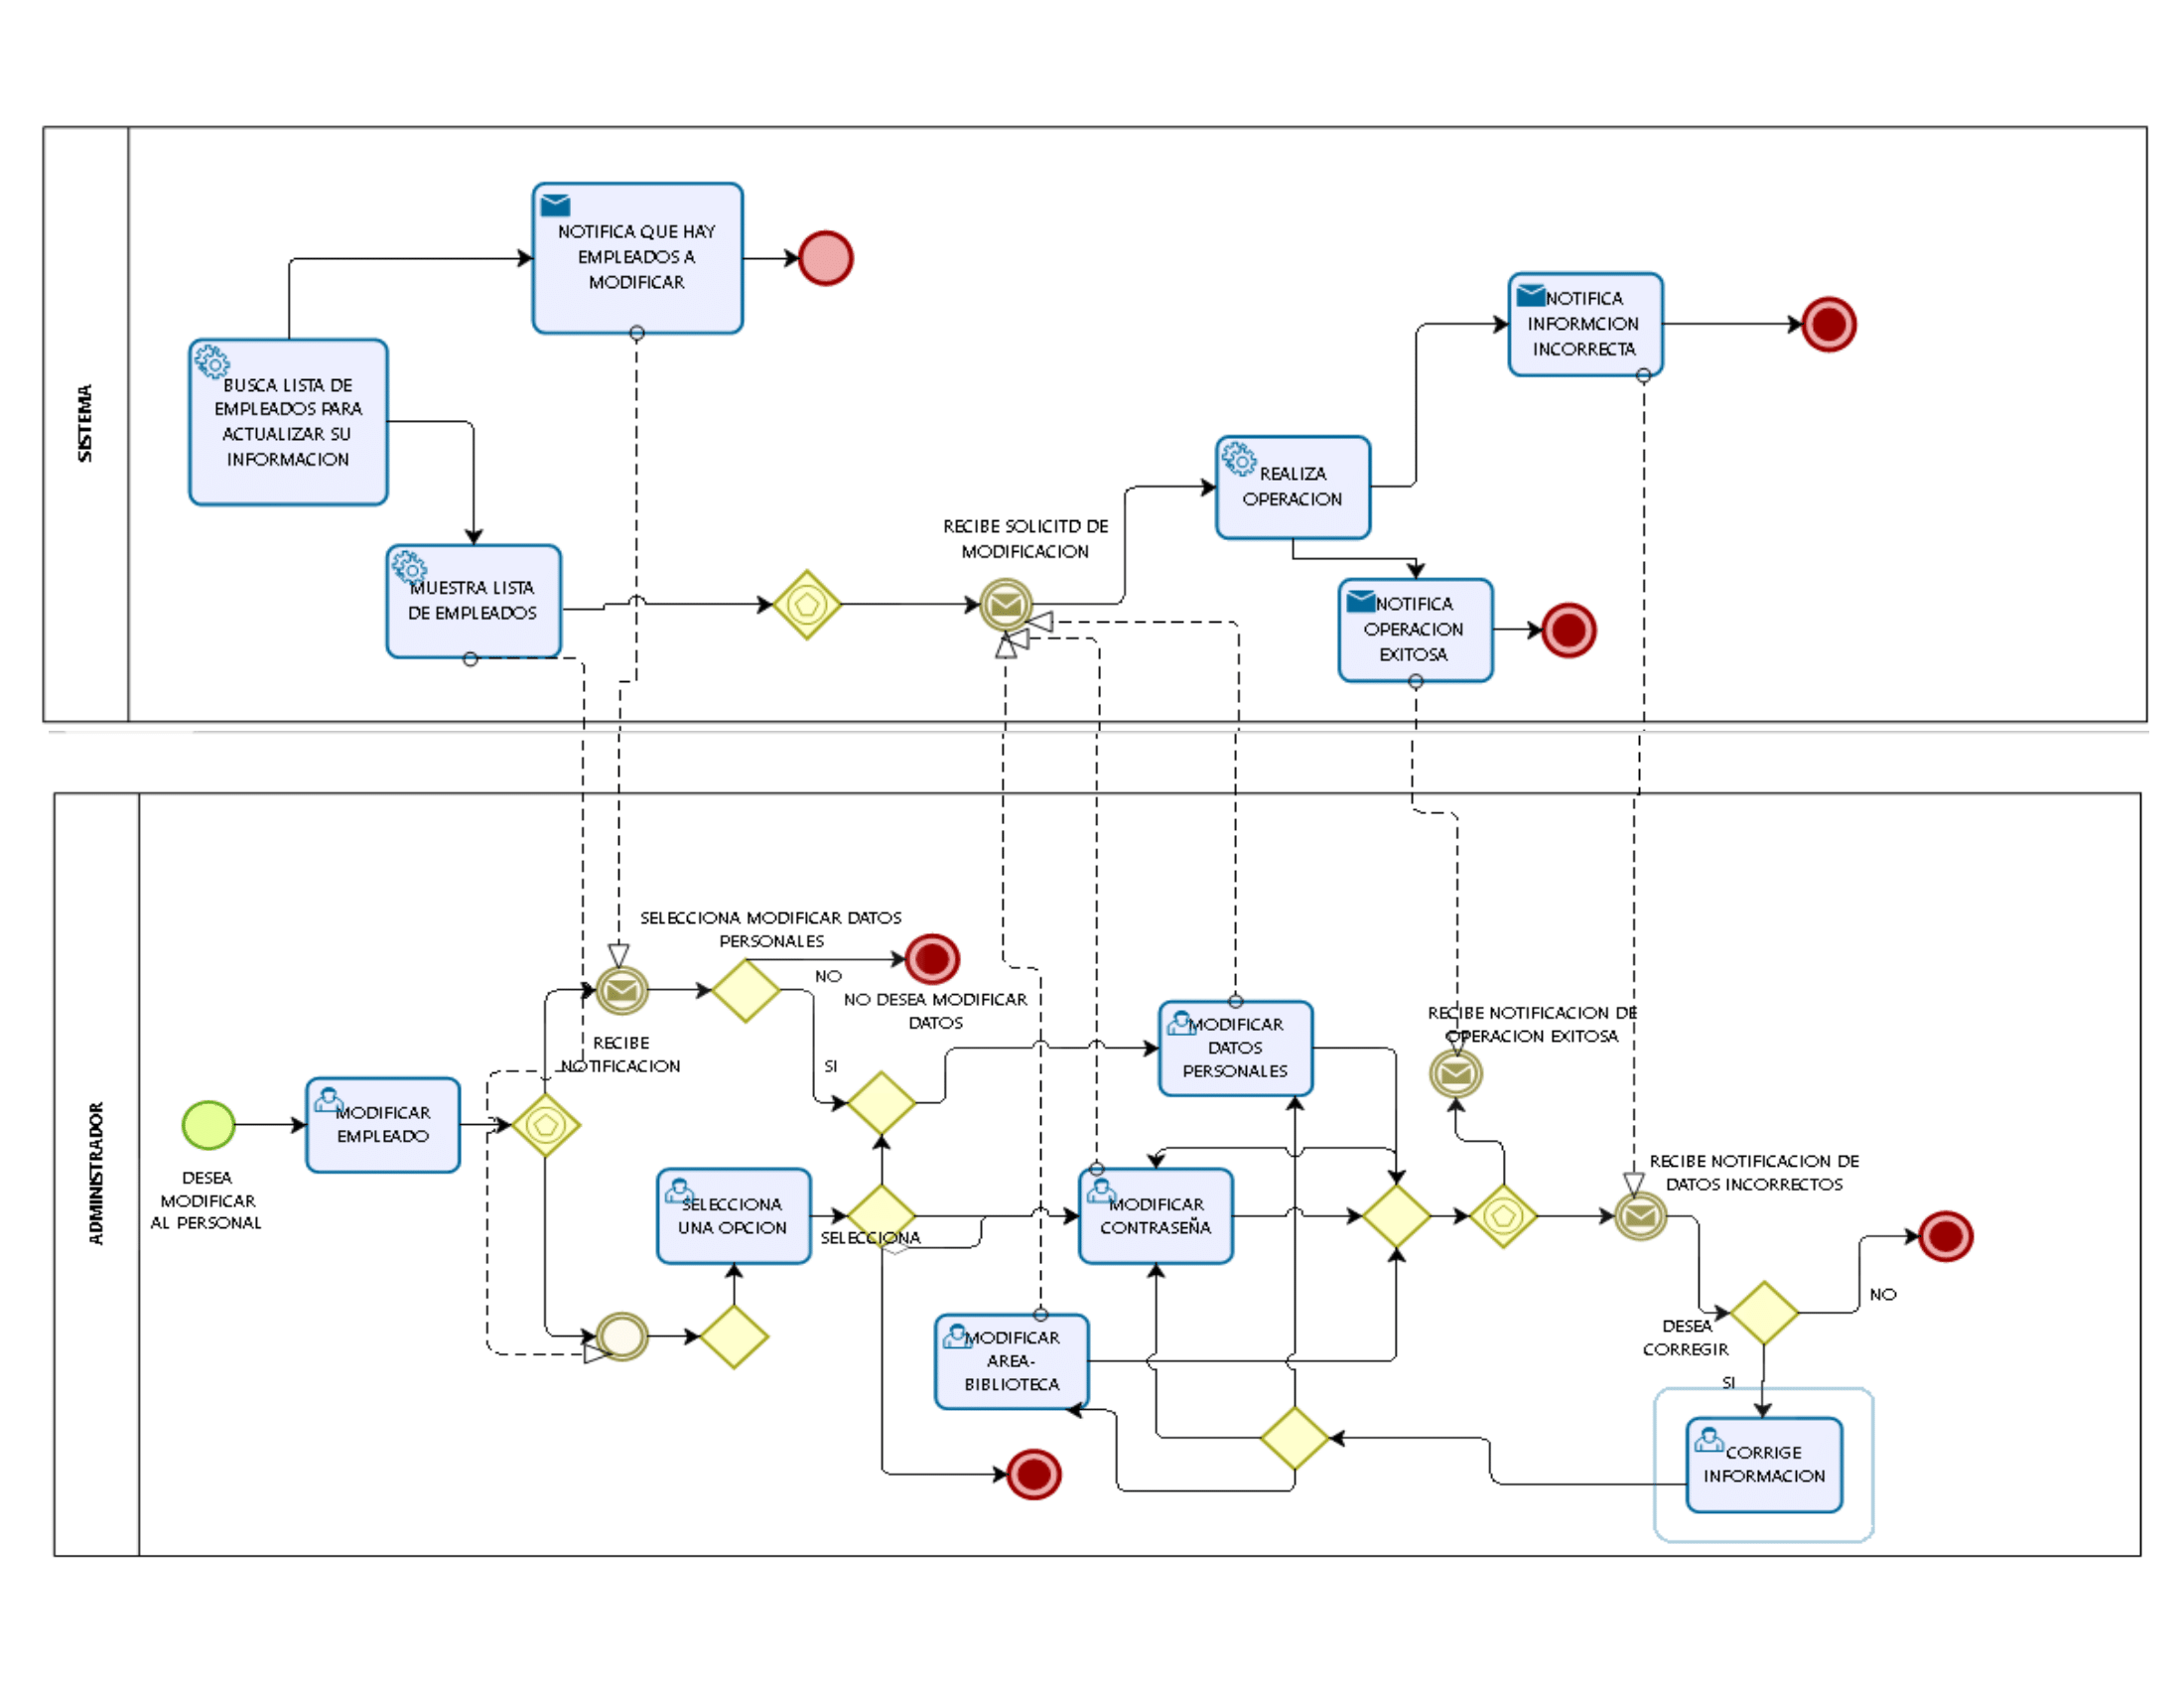 SISTEMA
NOTIFICA QUE HAY
EMPLEADOS A
MODIFICAR
BUSCA LISTA DE
EMPLEADOS PARA
ACTUALIZAR SU
INFORMACION
MUESTRA LISTA
DE EMPLEADOS
RECIBE SOLICITD DE
MODIFICACION
REALIZA
OPERACION
NOTIFICA
INFORMCION
INCORRECTA
NOTIFICA
OPERACION
EXITOSA
ADMINISTRADOR
DESEA
MODIFICAR
AL PERSONAL
MODIFICAR
EMPLEADO
RECIBE
NOTIFICACION
SELECCIONA MODIFICAR DATOS
PERSONALES
NO
NO DESEA MODIFICAR
DATOS
SI
SELECCIONA
UNA OPCION
SELECCIONA
MODIFICAR
DATOS
PERSONALES
MODIFICAR
CONTRASEÑA
MODIFICAR
AREA-
BIBLIOTECA
RECIBE NOTIFICACION DE
OPERACION EXITOSA
RECIBE NOTIFICACION DE
DATOS INCORRECTOS
NO
DESEA
CORREGIR
SI
CORRIGE
INFORMACION